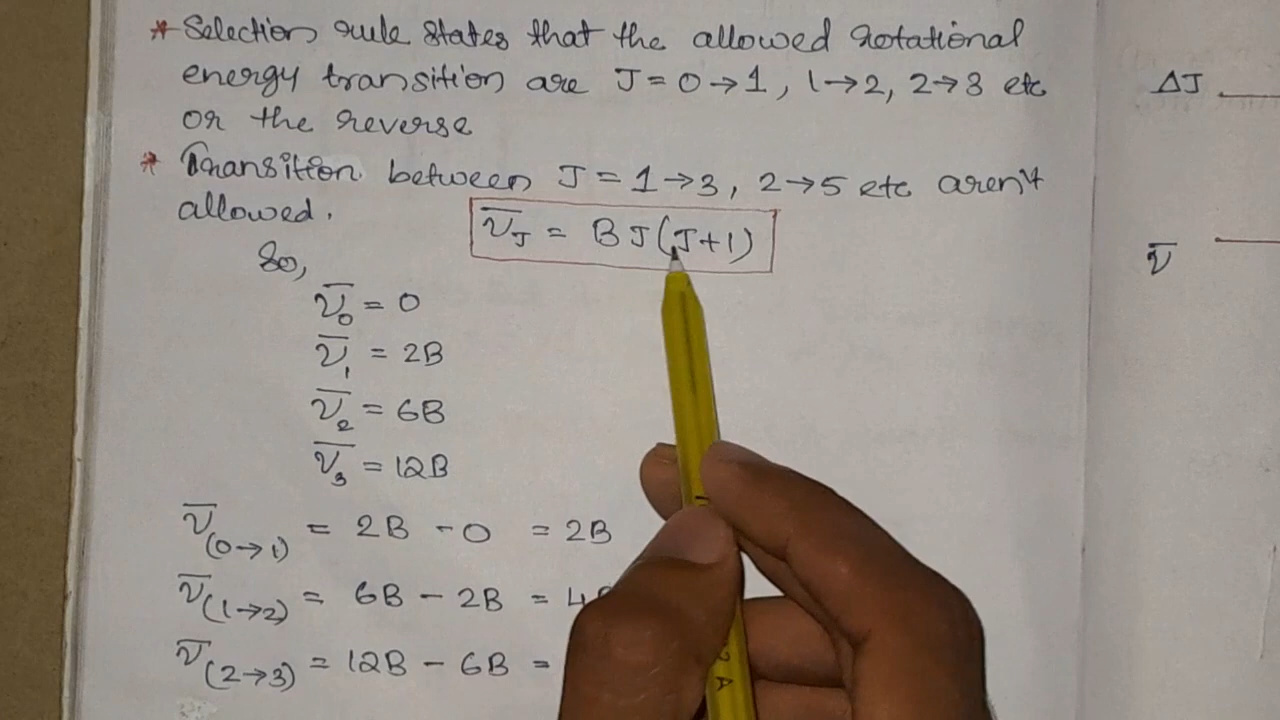 * Selection rule states that the allowed rotational
energy transition are J = 0 → 1, 1 → 2, 2 → 3 etc
or the reverse
* Transition between J = 1 → 3, 2 → 5 etc aren't
allowed.
ν̅_J = BJ(J+1)
So,
ν̅₀ = 0
ν̅₁ = 2B
ν̅₂ = 6B
ν̅₃ = 12B
ν̅_(0→1) = 2B - 0 = 2B
ν̅_(1→2) = 6B - 2B = 4
ν̅_(2→3) = 12B - 6B =
ΔJ
ν̅